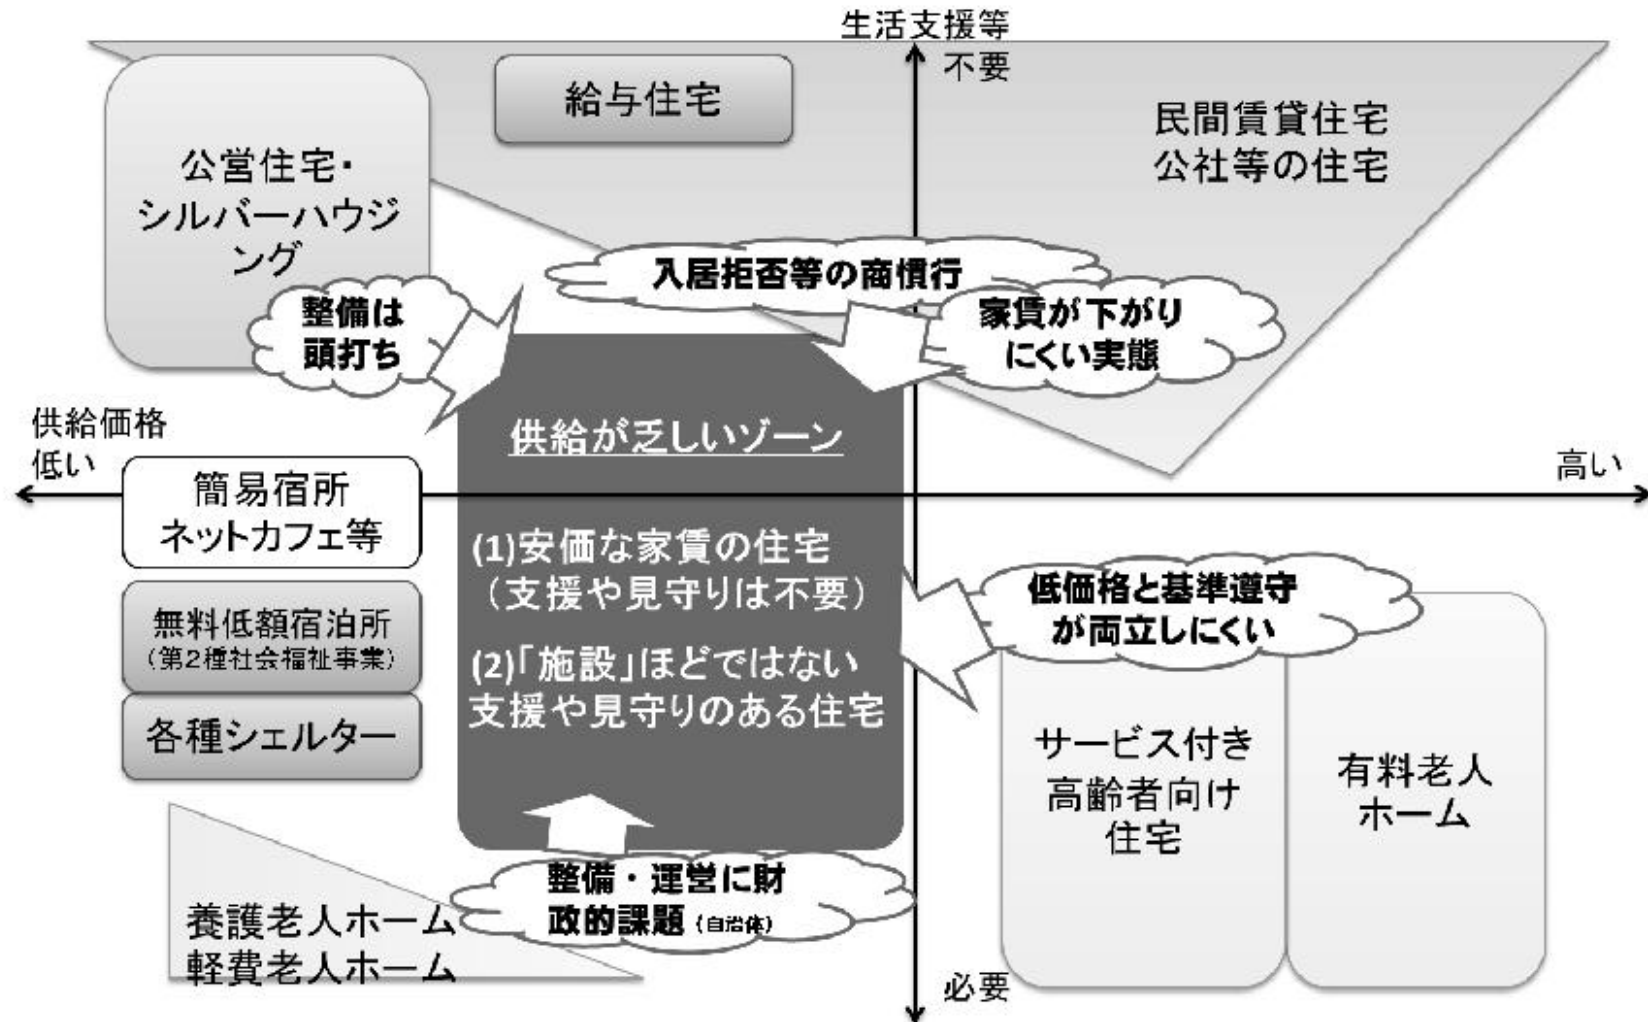 生活支援等
不要
給与住宅
民間賃貸住宅
公社等の住宅
公営住宅・
シルバーハウジ
ング
入居拒否等の商慣行
整備は
頭打ち
家賃が下がり
にくい実態
供給価格
低い
高い
供給が乏しいゾーン
簡易宿所
ネットカフェ等
(1)安価な家賃の住宅
（支援や見守りは不要）
(2)「施設」ほどではない
支援や見守りのある住宅
無料低額宿泊所
（第2種社会福祉事業）
各種シェルター
低価格と基準遵守
が両立しにくい
サービス付き
高齢者向け
住宅
有料老人
ホーム
整備・運営に財
政的課題（自治体）
養護老人ホーム
軽費老人ホーム
必要